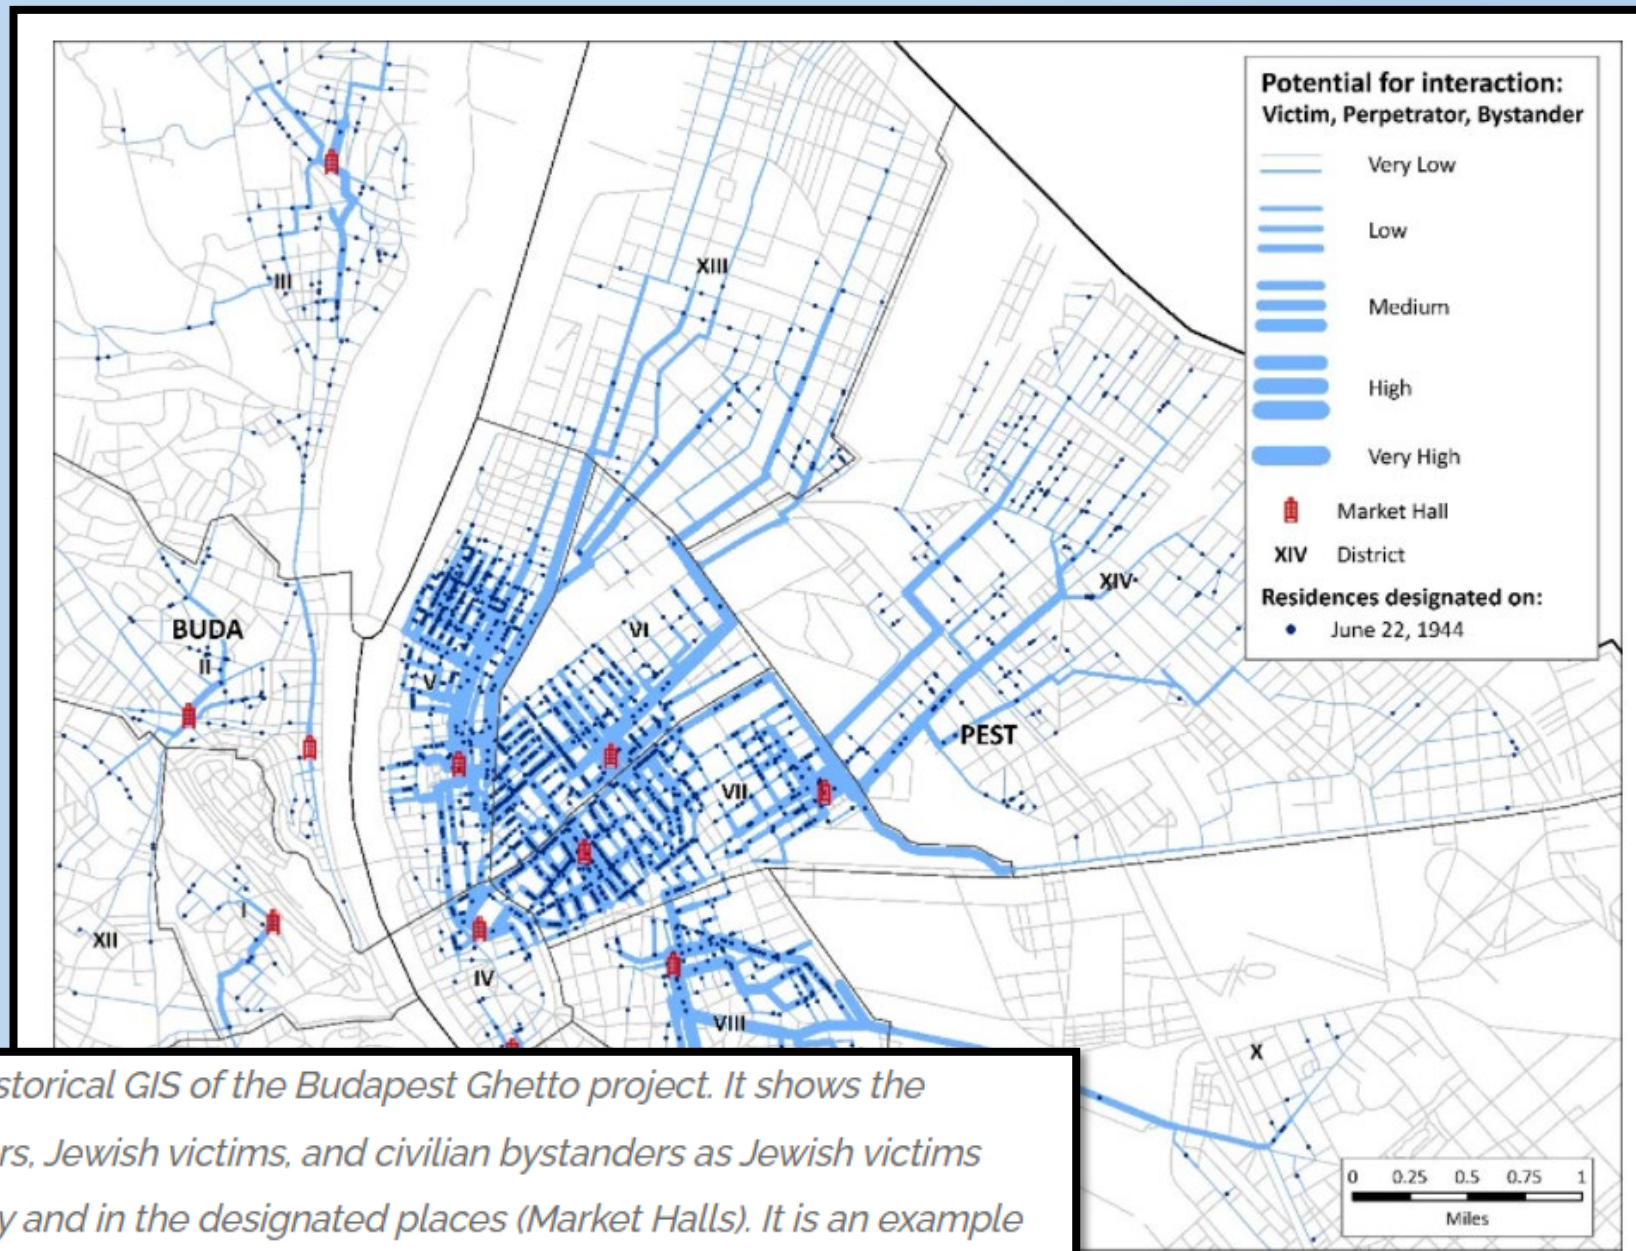 Potential for interaction:
Victim, Perpetrator, Bystander
Very Low
Low
Medium
High
Very High
Market Hall
XIV District
Residences designated on:
June 22, 1944
XIII
III
XIV
BUDA
II
VI
V
PEST
VII
I
XII
IV
VIII
X
0 0.25 0.5 0.75 1
Miles
storical GIS of the Budapest Ghetto project. It shows the
rs, Jewish victims, and civilian bystanders as Jewish victims
y and in the designated places (Market Halls). It is an example